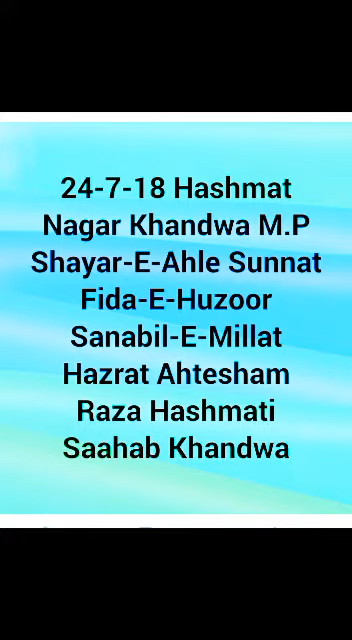 24-7-18 Hashmat
Nagar Khandwa M.P
Shayar-E-Ahle Sunnat
Fida-E-Huzoor
Sanabil-E-Millat
Hazrat Ahtesham
Raza Hashmati
Saahab Khandwa